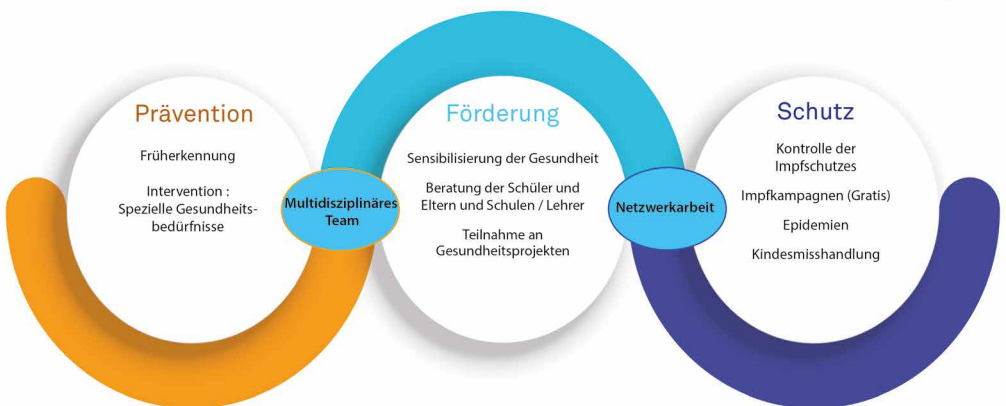 Prävention
Früherkennung
Intervention :
Spezielle Gesundheits-
bedürfnisse
Multidisziplinäres
Team
Förderung
Sensibilisierung der Gesundheit
Beratung der Schüler und
Eltern und Schulen / Lehrer
Teilnahme an
Gesundheitsprojekten
Netzwerkarbeit
Schutz
Kontrolle der
Impfschutzes
Impfkampagnen (Gratis)
Epidemien
Kindesmisshandlung